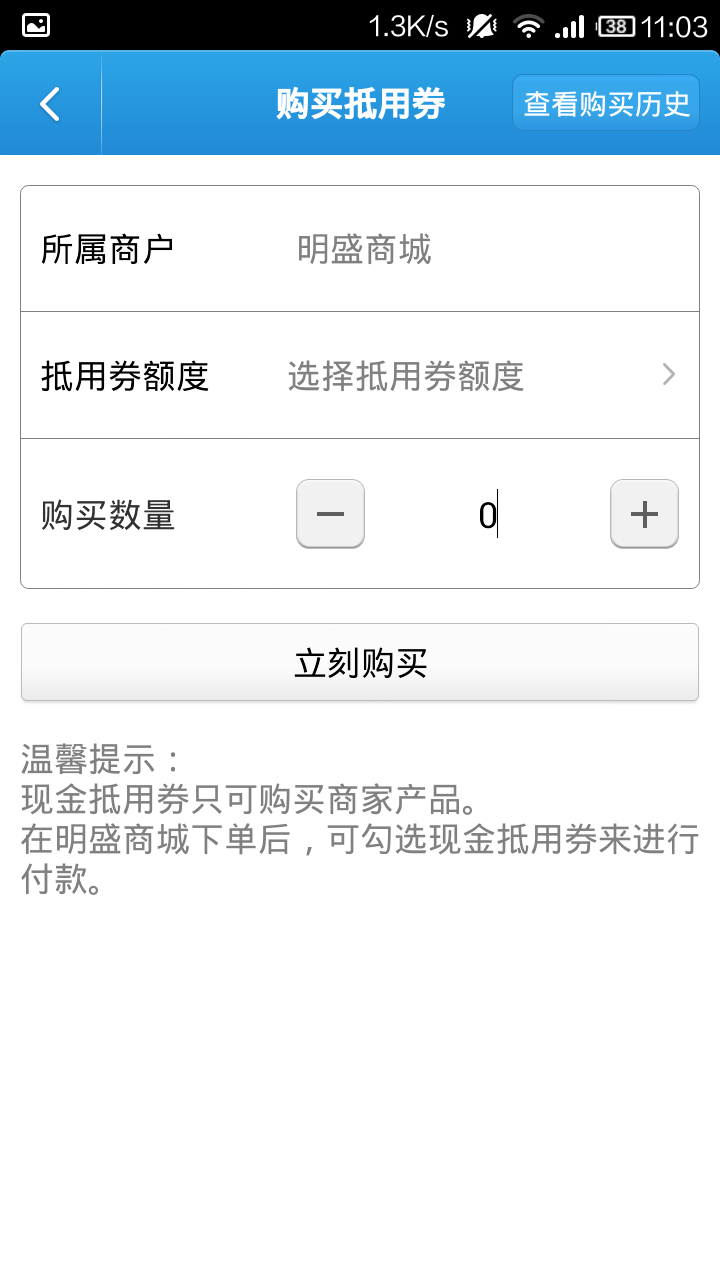 1.3K/s 38 11:03
购买抵用券 查看购买历史
所属商户 明盛商城
抵用券额度 选择抵用券额度
购买数量 − 0 +
立刻购买
温馨提示：
现金抵用券只可购买商家产品。
在明盛商城下单后，可勾选现金抵用券来进行
付款。